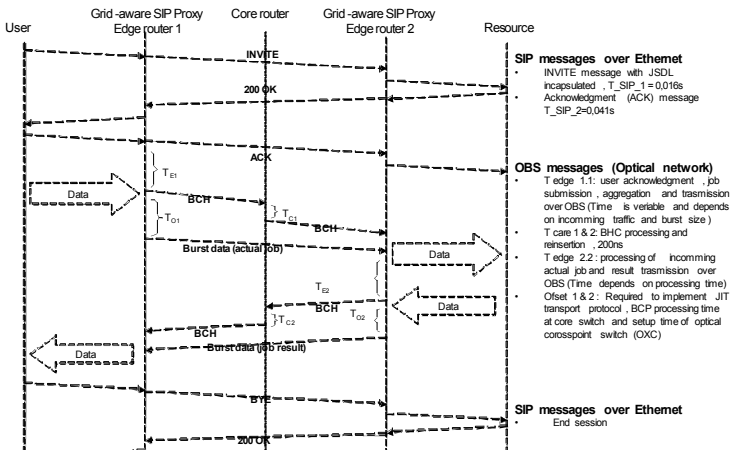 Grid -aware SIP Proxy
Core router
Grid -aware SIP Proxy
User
Edge router 1
Edge router 2
Resource
INVITE
200 OK
ACK
T E1
Data
BCH
T O1
T C1
BCH
Burst data (actual job)
Data
T E2
BCH
T C2
T O2
BCH
Data
Data
Burst data (job result)
BYE
200 OK
SIP messages over Ethernet
• INVITE message with JSDL
incapsulated , T_SIP_1 = 0,016s
• Acknowledgment (ACK) message
T_SIP_2=0,041s
OBS messages (Optical network)
• T edge 1.1: user acknowledgment , job
submission , aggregation and trasmission
over OBS (Time is veriable and depends
on incomming traffic and burst size )
• T care 1 & 2: BHC processing and
reinsertion , 200ns
• T edge 2.2 : processing of incomming
actual job and result trasmission over
OBS (Time depends on processing time)
• Ofset 1 & 2 : Required to implement JIT
transport protocol , BCP processing time
at core switch and setup time of optical
corosspoint switch (OXC)
SIP messages over Ethernet
• End session